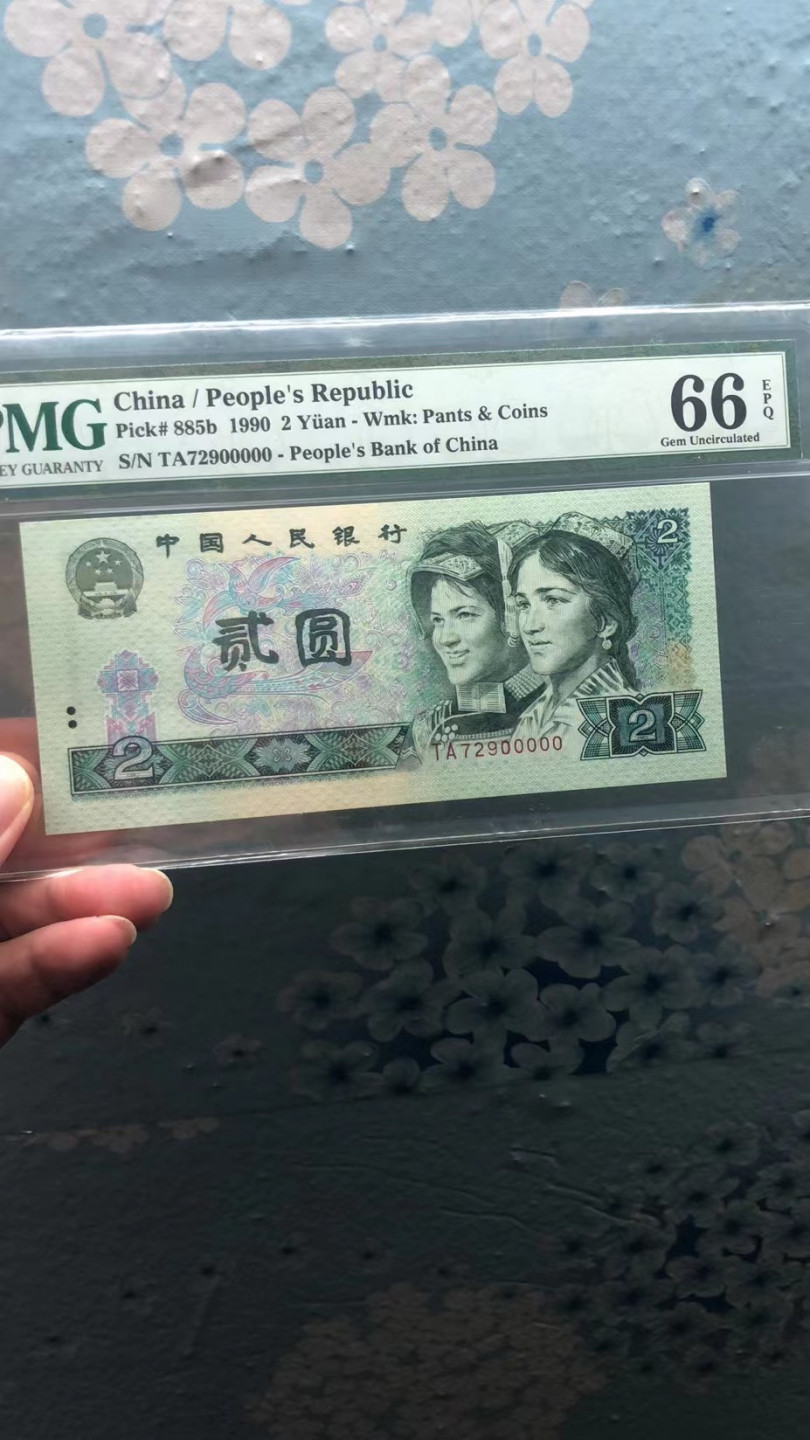 PMG
EY GUARANTY
China / People's Republic
Pick# 885b 1990 2 Yüan - Wmk: Pants & Coins
S/N TA72900000 - People's Bank of China
66
EPQ
Gem Uncirculated
中国人民银行
2
贰圆
2
TA72900000
2